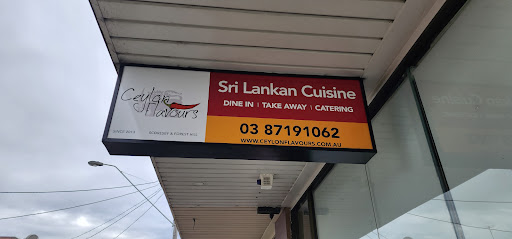 Ceylon
Flavours
Sri Lankan Cuisine
DINE IN | TAKE AWAY | CATERING
03 87191062
WWW.CEYLONFLAVOURS.COM.AU